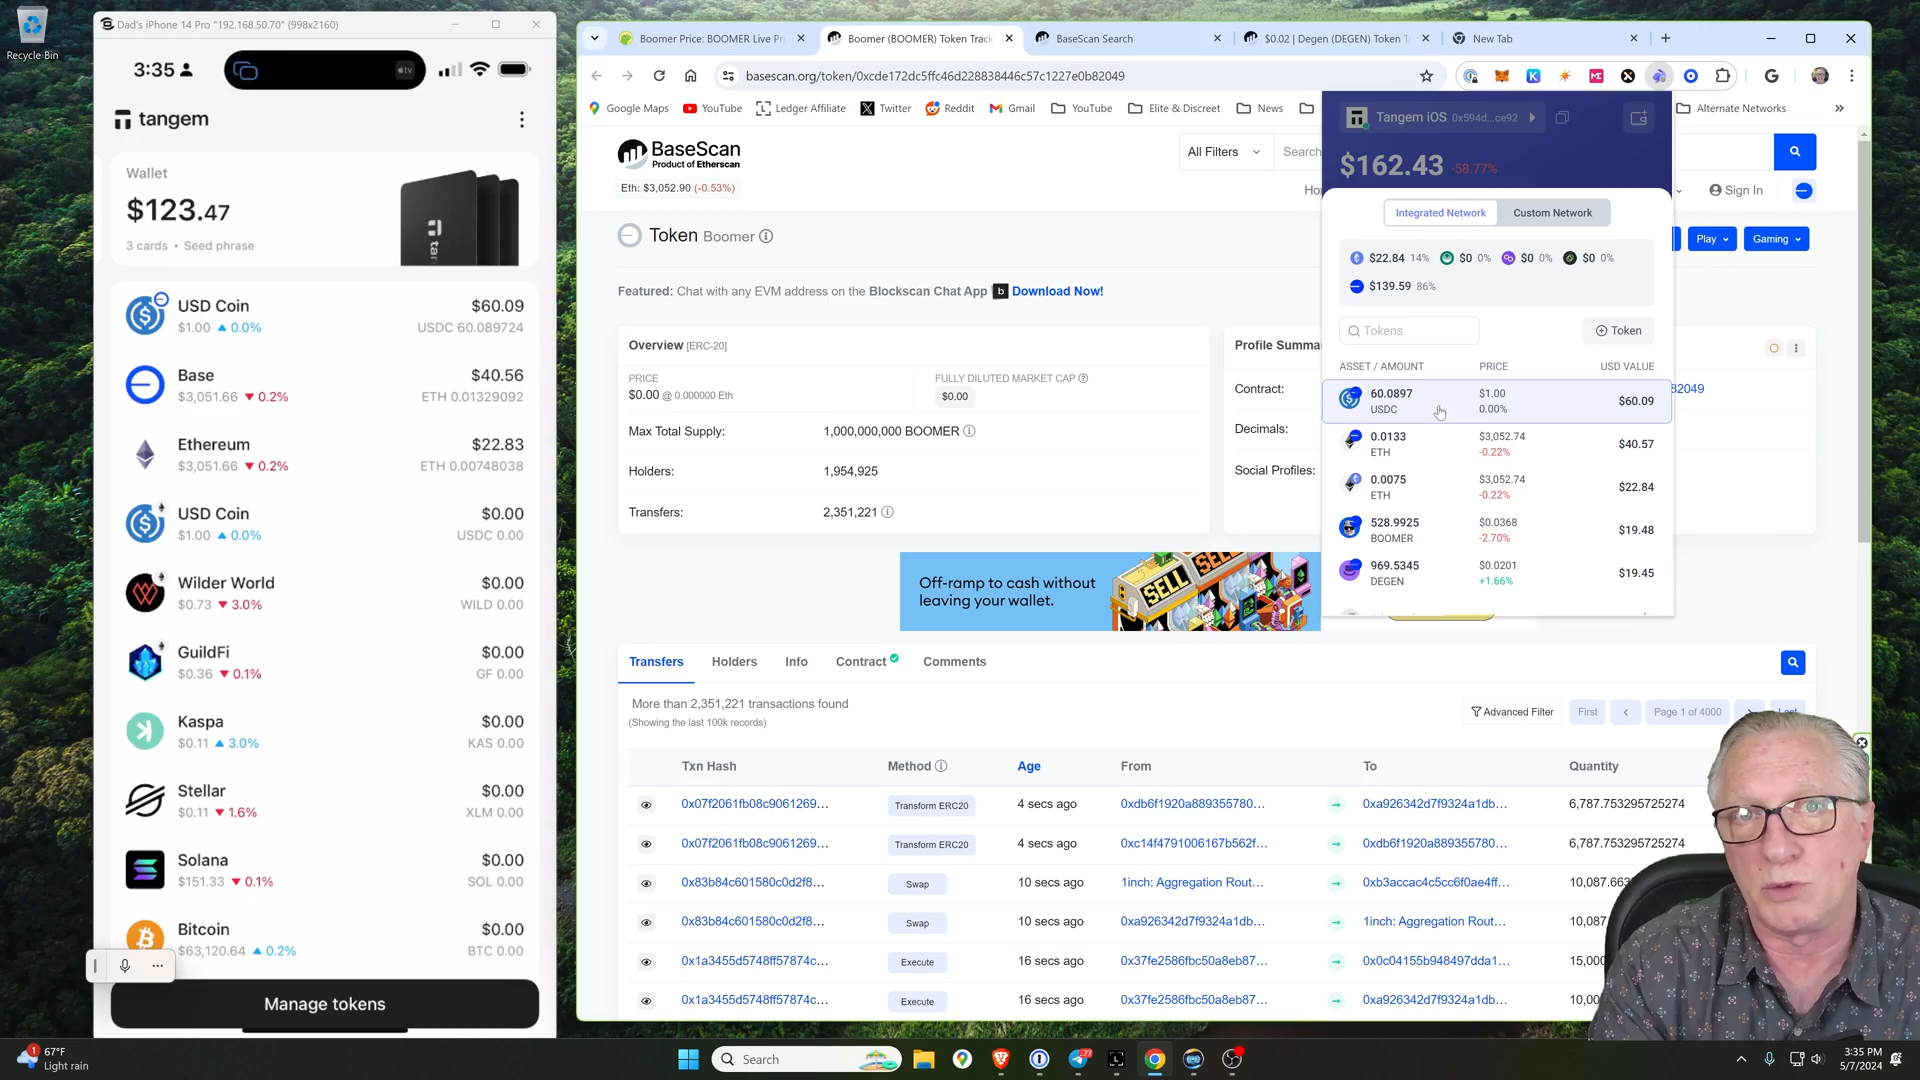 Recycle Bin
Dad's iPhone 14 Pro "192.168.50.70" (998x2160)
3:35
tv
tangem
Wallet
$123.47
3 cards • Seed phrase
USD Coin
$60.09
$1.00 0.0%
USDC 60.089724
Base
$40.56
$3,051.66 0.2%
ETH 0.01329092
Ethereum
$22.83
$3,051.66 0.2%
ETH 0.00748038
USD Coin
$0.00
$1.00 0.0%
USDC 0.00
Wilder World
$0.00
$0.73 3.0%
WILD 0.00
GuildFi
$0.00
$0.36 0.1%
GF 0.00
Kaspa
$0.00
$0.11 3.0%
KAS 0.00
Stellar
$0.00
$0.11 1.6%
XLM 0.00
Solana
$0.00
$151.33 0.1%
SOL 0.00
Bitcoin
$0.00
$63,120.64 0.2%
BTC 0.00
Manage tokens
Boomer Price: BOOMER Live Pr
Boomer (BOOMER) Token Track
BaseScan Search
$0.02 | Degen (DEGEN) Token T
New Tab
basescan.org/token/0xcde172dc5ffc46d228838446c57c1227e0b82049
Google Maps
YouTube
Ledger Affiliate
Twitter
Reddit
Gmail
YouTube
Elite & Discreet
News
Alternate Networks
BaseScan
Product of Etherscan
Eth: $3,052.90 (-0.53%)
All Filters
Search
Ho
Sign In
Token Boomer
Play
Gaming
Featured: Chat with any EVM address on the Blockscan Chat App b Download Now!
Overview [ERC-20]
PRICE
$0.00 @ 0.000000 Eth
FULLY DILUTED MARKET CAP
$0.00
Max Total Supply:
1,000,000,000 BOOMER
Holders:
1,954,925
Transfers:
2,351,221
Profile Summa
Contract:
82049
Decimals:
Social Profiles:
Tangem iOS 0x594d...ce92
$162.43 -58.77%
Integrated Network
Custom Network
$22.84 14%
$0 0%
$0 0%
$0 0%
$139.59 86%
Tokens
Token
ASSET / AMOUNT
PRICE
USD VALUE
60.0897
USDC
$1.00
0.00%
$60.09
0.0133
ETH
$3,052.74
-0.22%
$40.57
0.0075
ETH
$3,052.74
-0.22%
$22.84
528.9925
BOOMER
$0.0368
-2.70%
$19.48
969.5345
DEGEN
$0.0201
+1.66%
$19.45
Off-ramp to cash without
leaving your wallet.
SELL
SELL
Transfers
Holders
Info
Contract
Comments
More than 2,351,221 transactions found
(Showing the last 100k records)
Advanced Filter
First
Page 1 of 4000
Last
Txn Hash
Method
Age
From
To
Quantity
0x07f2061fb08c9061269...
Transform ERC20
4 secs ago
0xdb6f1920a889355780...
0xa926342d7f9324a1db...
6,787.753295725274
0x07f2061fb08c9061269...
Transform ERC20
4 secs ago
0xc14f4791006167b562f...
0xdb6f1920a889355780...
6,787.753295725274
0x83b84c601580c0d2f8...
Swap
10 secs ago
1inch: Aggregation Rout...
0xb3accac4c5cc6f0ae4ff...
10,087.663
0x83b84c601580c0d2f8...
Swap
10 secs ago
0xa926342d7f9324a1db...
1inch: Aggregation Rout...
10,087
0x1a3455d5748ff57874c...
Execute
16 secs ago
0x37fe2586fbc50a8eb87...
0x0c04155b948497dda1...
15,000
0x1a3455d5748ff57874c...
Execute
16 secs ago
0x37fe2586fbc50a8eb87...
0xa926342d7f9324a1db...
10,00
1
67°F
Light rain
Search
77
3:35 PM
5/7/2024